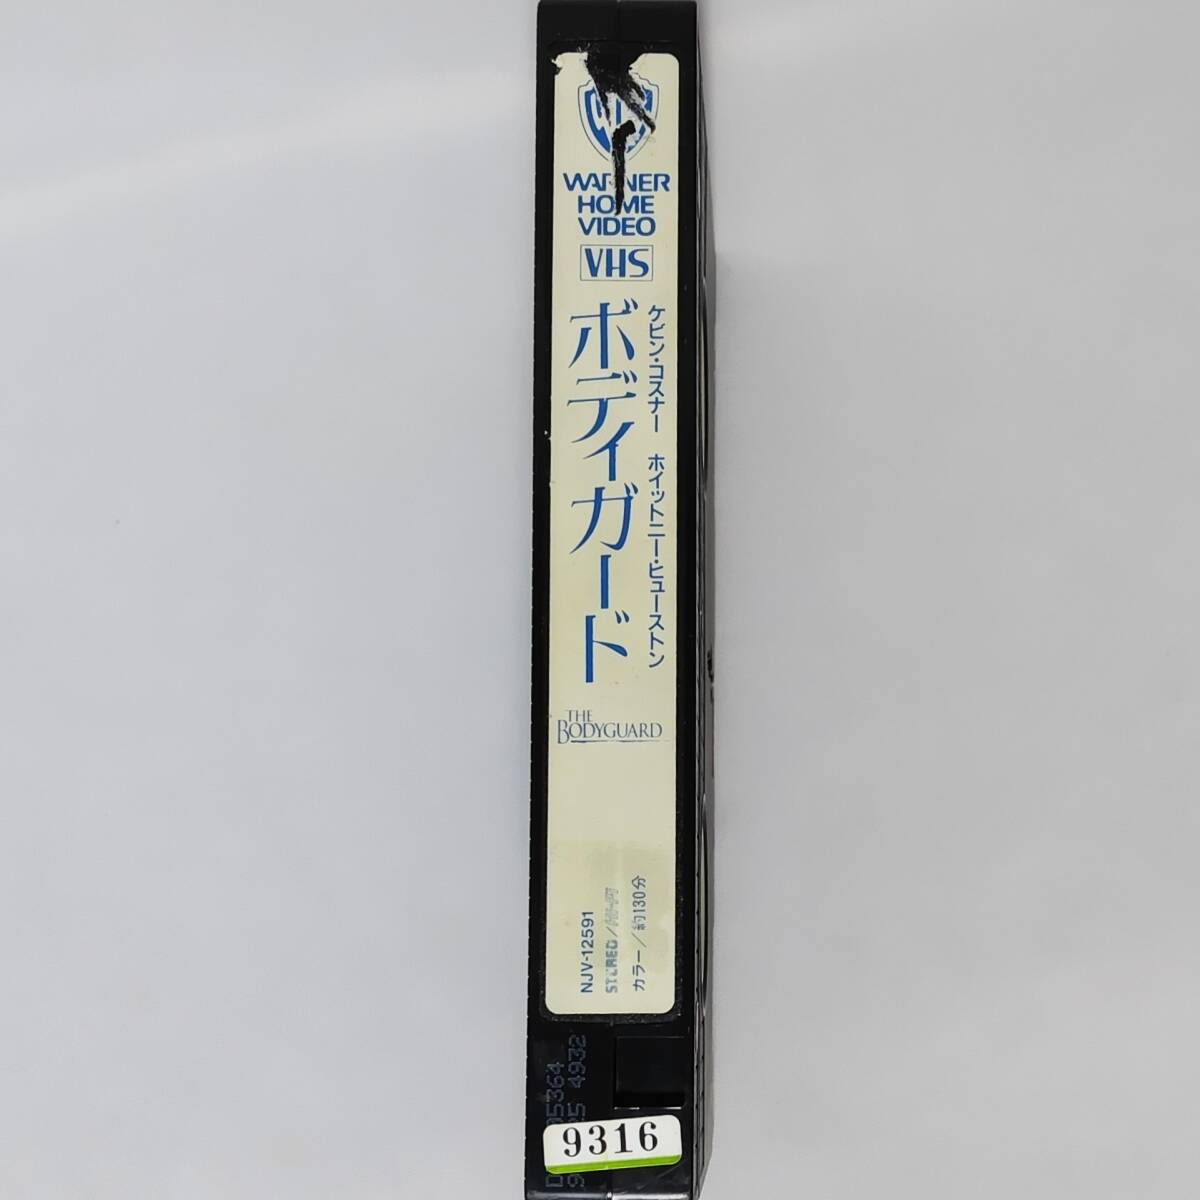 WARNER
HOME
VIDEO
VHS
ボディガード
ケビン・コスナー ホイットニー・ヒューストン
THE
BODYGUARD
NJV-12591
STEREO/
カラー/約130分
4932
9316